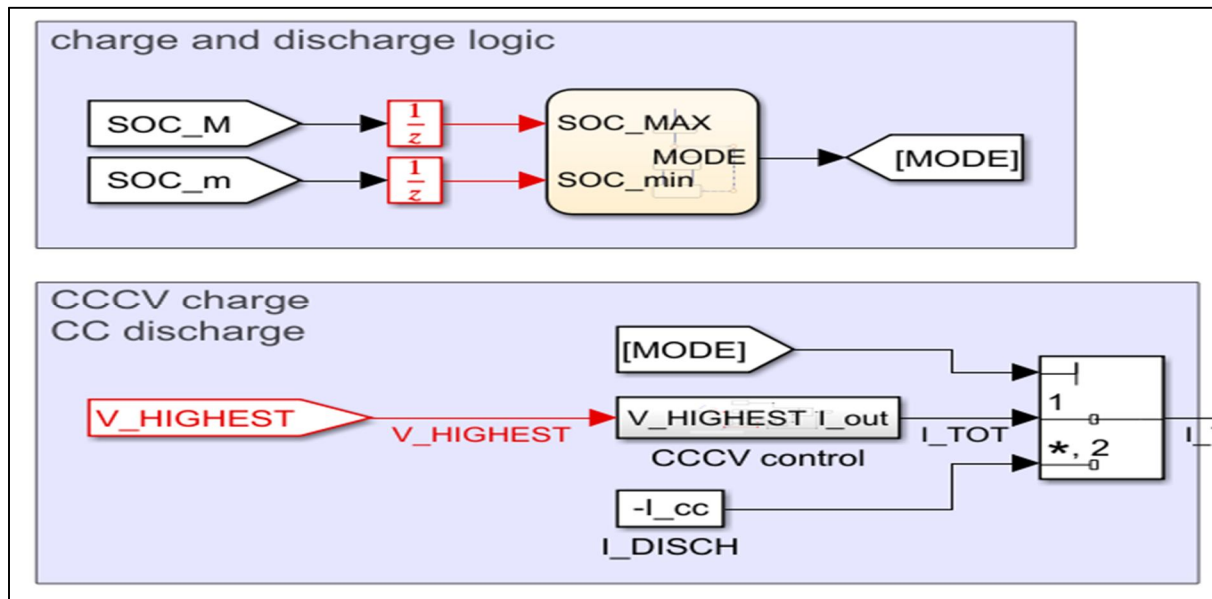 charge and discharge logic
SOC_M
1
z
SOC_MAX
MODE
[MODE]
SOC_m
1
z
SOC_min
CCCV charge
CC discharge
[MODE]
V_HIGHEST
V_HIGHEST
V_HIGHEST I_out
CCCV control
I_TOT
1
*, 2
-I_cc
I_DISCH